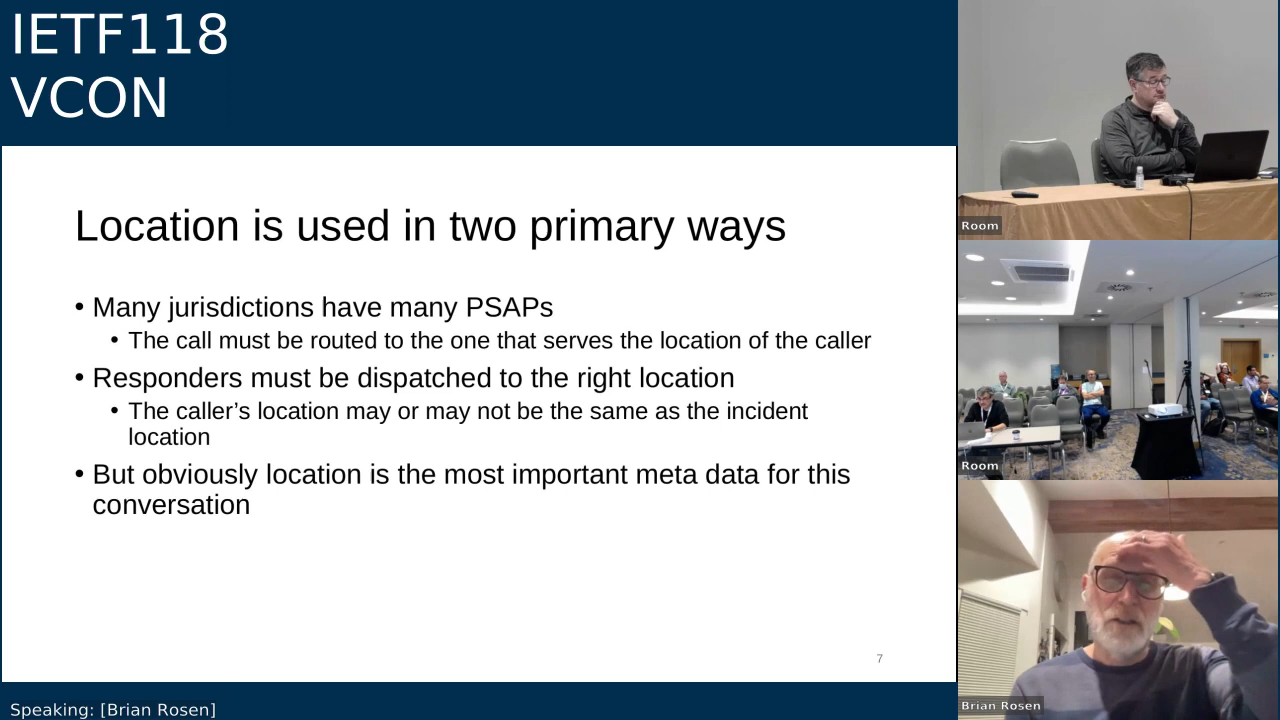 IETF118
VCON
Location is used in two primary ways
• Many jurisdictions have many PSAPs
• The call must be routed to the one that serves the location of the caller
• Responders must be dispatched to the right location
• The caller’s location may or may not be the same as the incident
location
• But obviously location is the most important meta data for this
conversation
7
Speaking: [Brian Rosen]
Room
Room
Brian Rosen